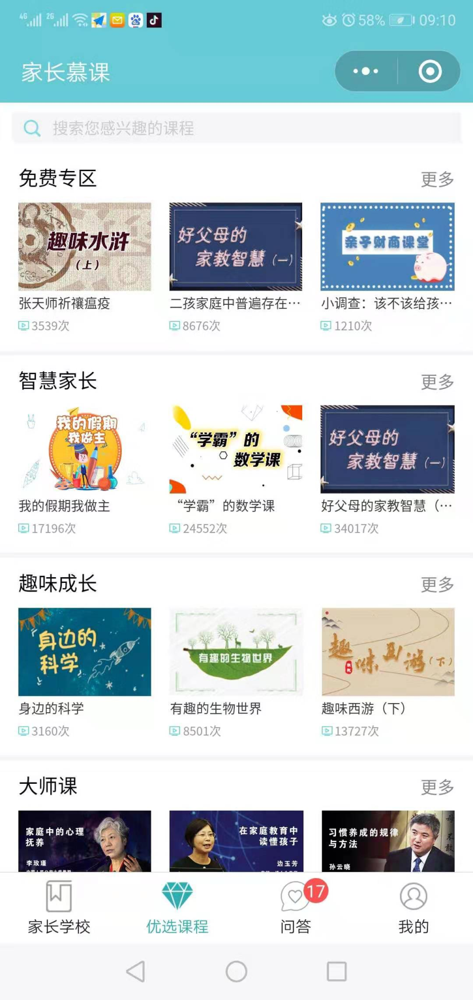 4G 2G 58% 09:10
家长慕课
搜索您感兴趣的课程
免费专区 更多
趣味水浒
（上）
好父母的
家教智慧（一）
亲子财商课堂
张天师祈禳瘟疫 二孩家庭中普遍存在… 小调查：该不该给孩…
3539次 8676次 1210次
智慧家长 更多
我的假期
我做主
“学霸”的
数学课
好父母的
家教智慧（一）
我的假期我做主 “学霸”的数学课 好父母的家教智慧（…
17196次 24552次 34017次
趣味成长 更多
身边的
科学
有趣的生物世界
趣味西游（下）
身边的科学 有趣的生物世界 趣味西游（下）
3160次 8501次 13727次
大师课 更多
家庭中的心理
抚养
李玫瑾
在家庭教育中
读懂孩子
边玉芳
习惯养成的规律
与方法
孙云晓
17
家长学校 优选课程 问答 我的